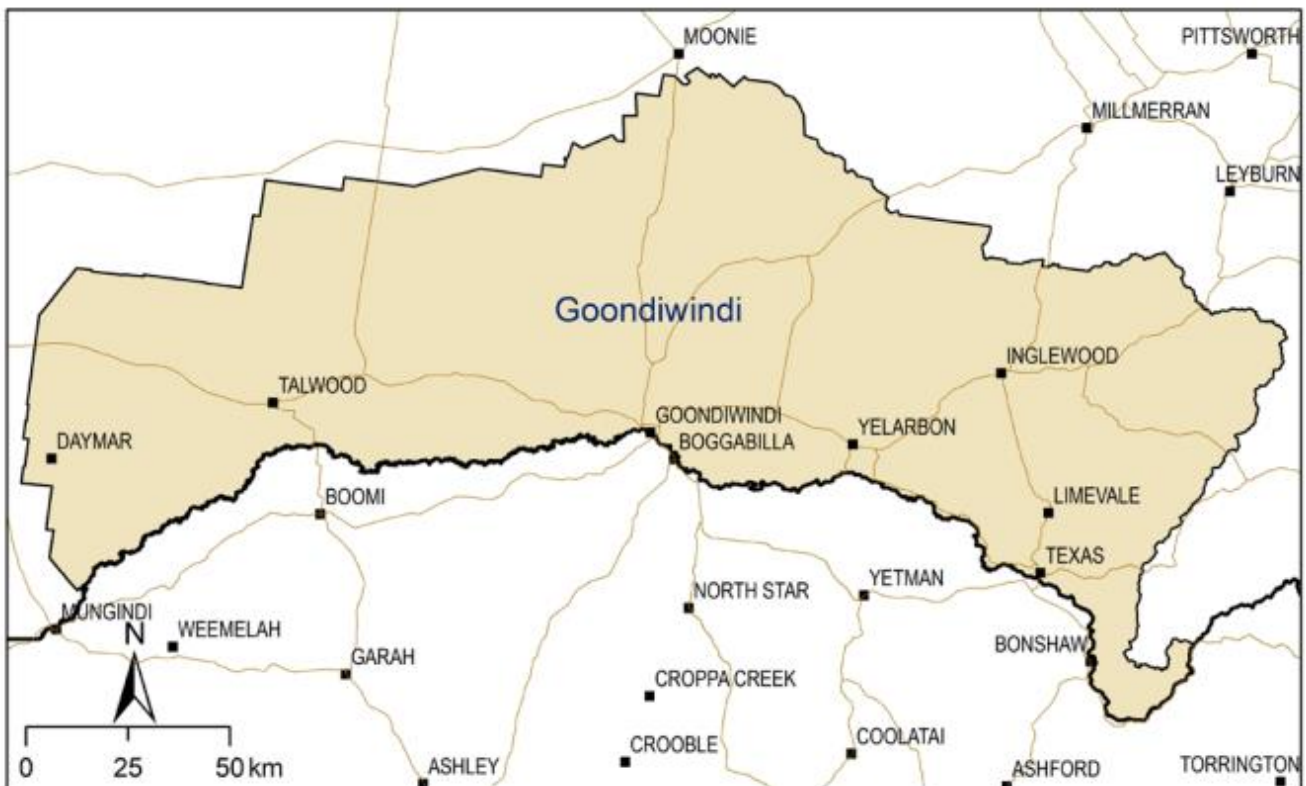 MOONIE
PITTSWORTH
MILLMERRAN
LEYBURN
Goondiwindi
INGLEWOOD
TALWOOD
GOONDIWINDI
DAYMAR
BOGGABILLA
YELARBON
BOOMI
LIMEVALE
TEXAS
YETMAN
NORTH STAR
MUNGINDI
N
WEEMELAH
BONSHAW
GARAH
CROPPA CREEK
COOLATAI
CROOBLE
ASHLEY
ASHFORD
TORRINGTON
0 25 50 km